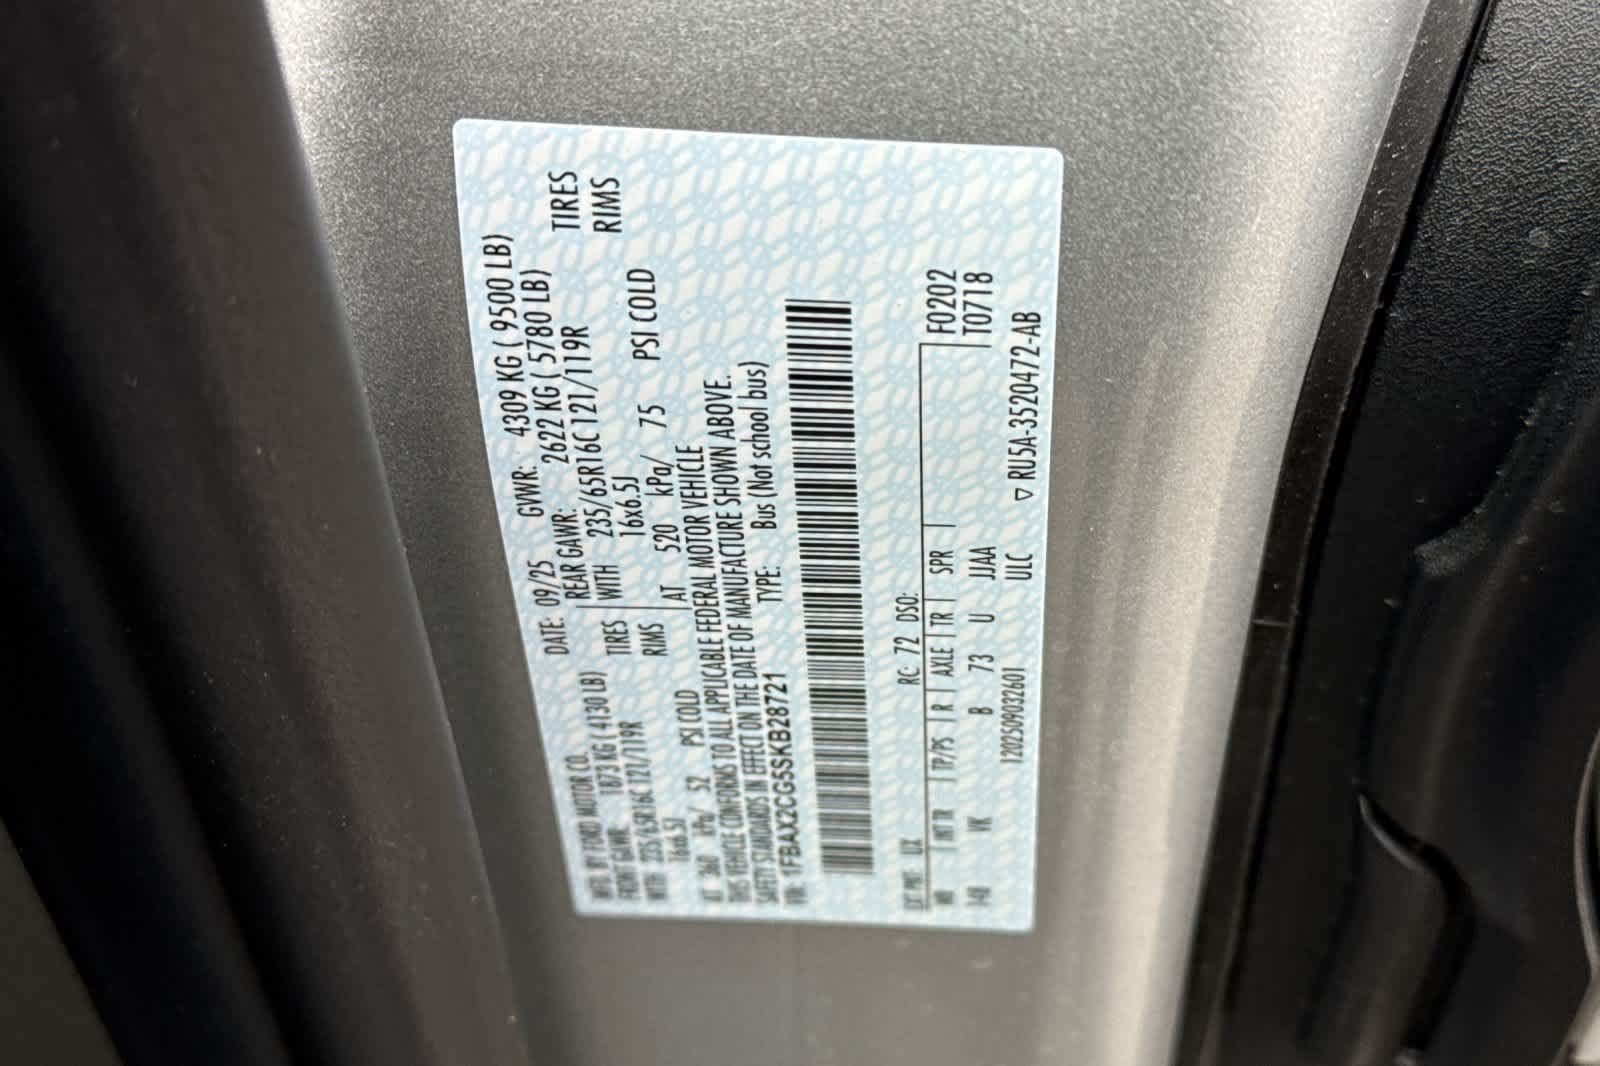 MFD. BY FORD MOTOR CO.
DATE: 09/25 GVWR: 4309 KG ( 9500 LB)
FRONT GAWR: 1873 KG ( 4130 LB) REAR GAWR: 2622 KG ( 5780 LB)
WITH 235/65R16C 121/119R TIRES WITH 235/65R16C 121/119R TIRES
16x6.5J RIMS 16x6.5J RIMS
AT 360 kPa/ 52 PSI COLD AT 520 kPa/ 75 PSI COLD
THIS VEHICLE CONFORMS TO ALL APPLICABLE FEDERAL MOTOR VEHICLE
SAFETY STANDARDS IN EFFECT ON THE DATE OF MANUFACTURE SHOWN ABOVE.
VIN: 1FBAX2CG5SKB28721 TYPE: Bus (Not school bus)
EXT PNT: UX RC: 72 DSO: F0202
WB INT TR TP/PS R AXLE TR SPR T0718
148 VK B 73 U JJAA
1202509032601 ULC ▽ RU5A-3520472-AB